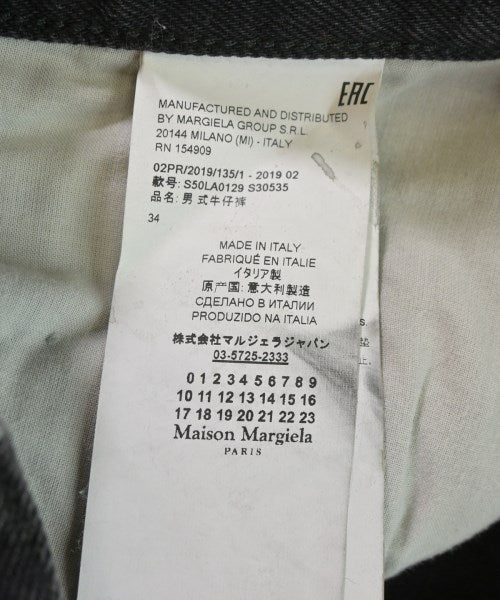 EAC
MANUFACTURED AND DISTRIBUTED
BY MARGIELA GROUP S.R.L.
20144 MILANO (MI) - ITALY
RN 154909
02PR/2019/135/1 - 2019 02
款号: S50LA0129 S30535
品名: 男式牛仔裤
34
MADE IN ITALY
FABRIQUÉ EN ITALIE
イタリア製
原产国: 意大利製造
СДЕЛАНО В ИТАЛИИ
PRODUZIDO NA ITALIA
株式会社マルジェラジャパン
03-5725-2333
0 1 2 3 4 5 6 7 8 9
10 11 12 13 14 15 16
17 18 19 20 21 22 23
Maison Margiela
PARIS